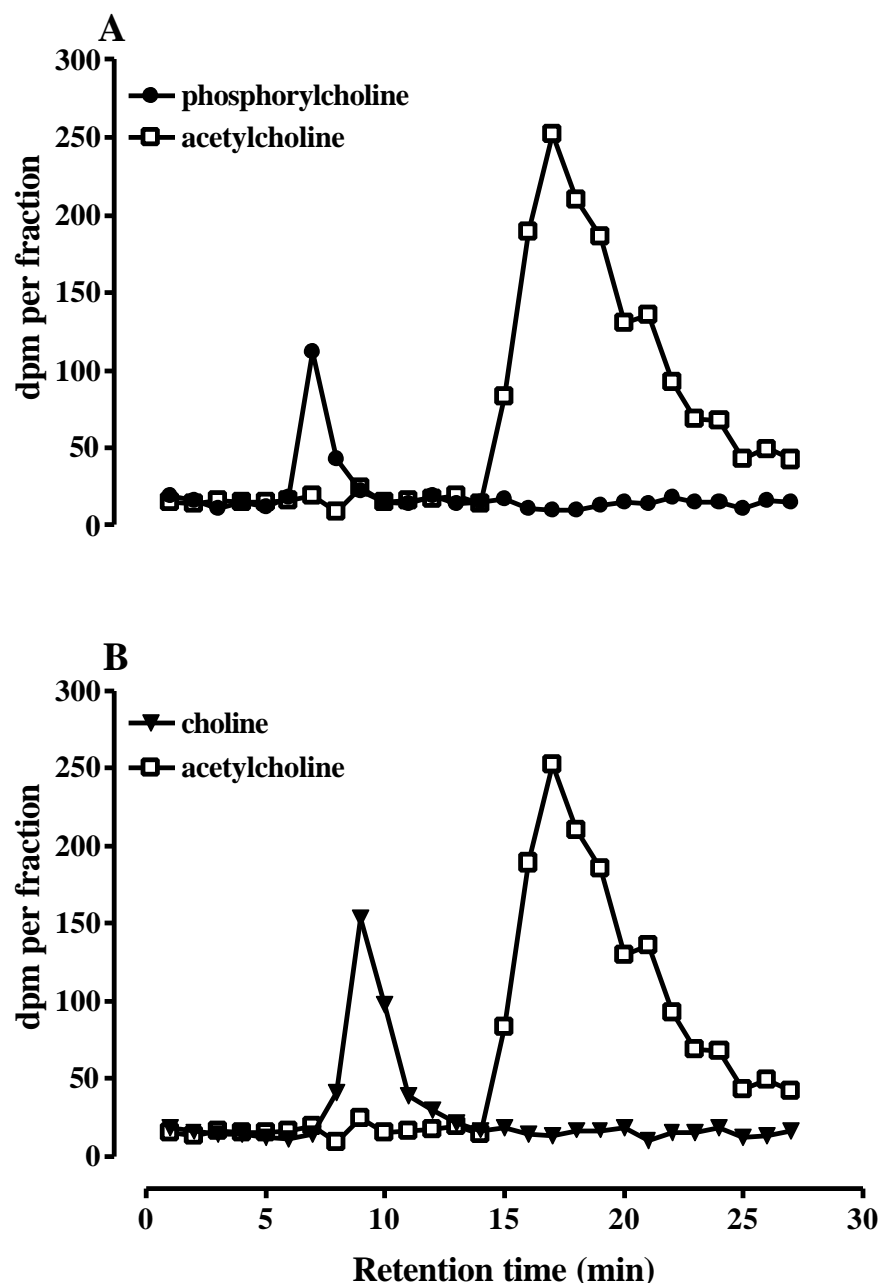 A
300
phosphorylcholine
acetylcholine
250
200
150
100
50
0
dpm per fraction
B
300
choline
acetylcholine
250
200
150
100
50
0
dpm per fraction
0 5 10 15 20 25 30
Retention time (min)